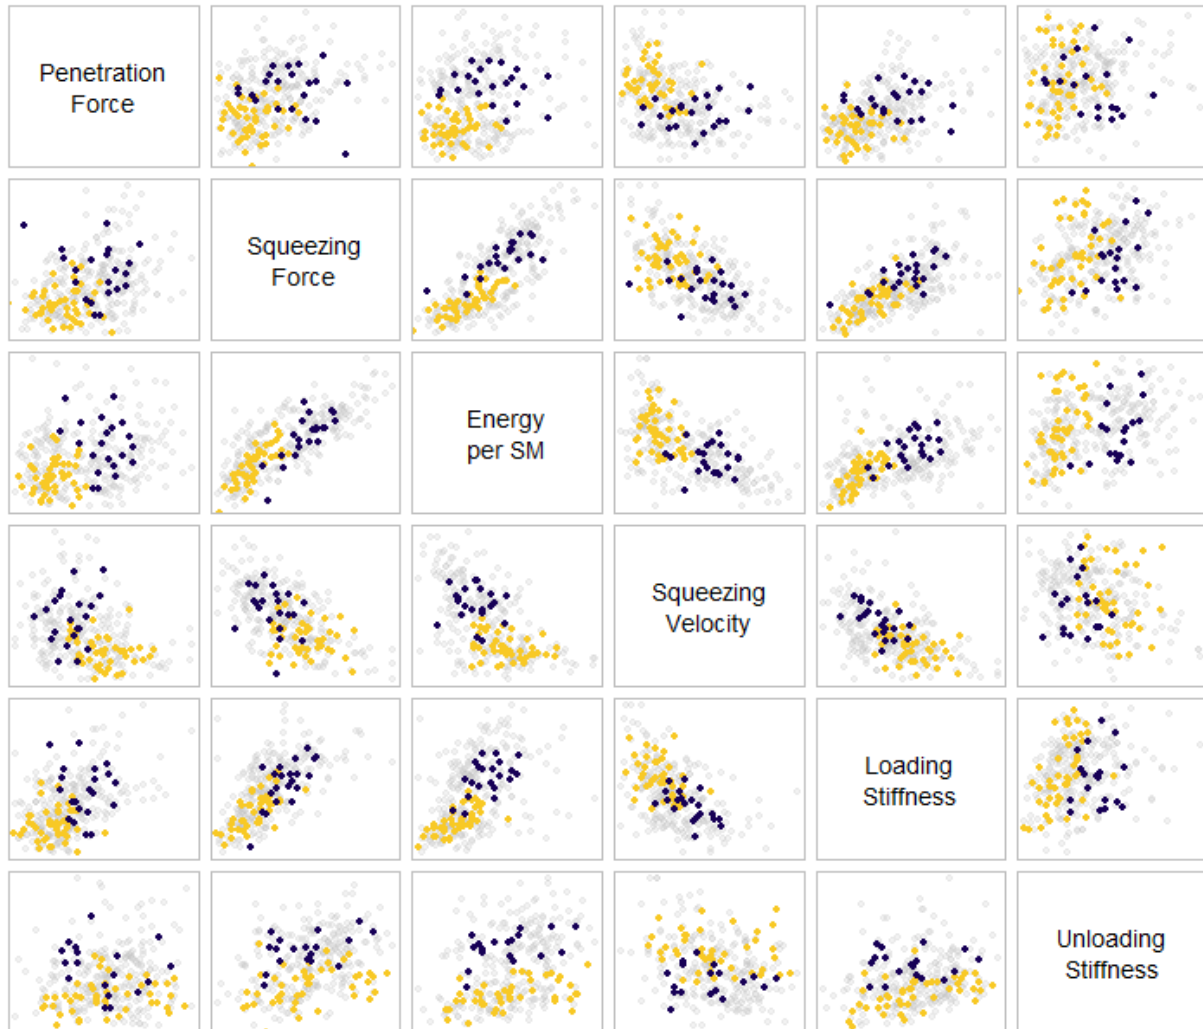 Penetration
Force
Squeezing
Force
Energy
per SM
Squeezing
Velocity
Loading
Stiffness
Unloading
Stiffness